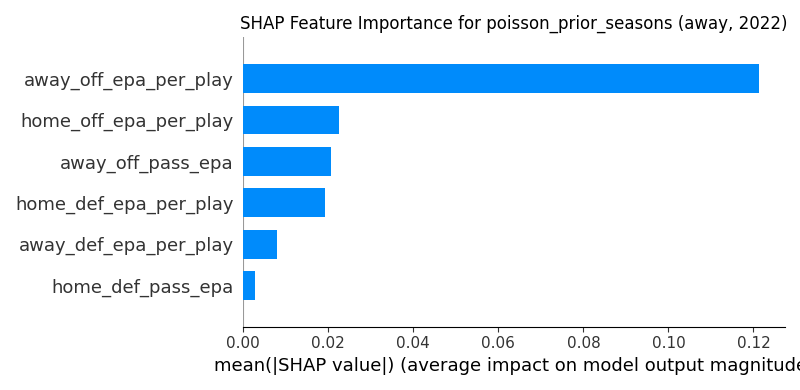 SHAP Feature Importance for poisson_prior_seasons (away, 2022)
away_off_epa_per_play
home_off_epa_per_play
away_off_pass_epa
home_def_epa_per_play
away_def_epa_per_play
home_def_pass_epa
0.00 0.02 0.04 0.06 0.08 0.10 0.12
mean(|SHAP value|) (average impact on model output magnitude